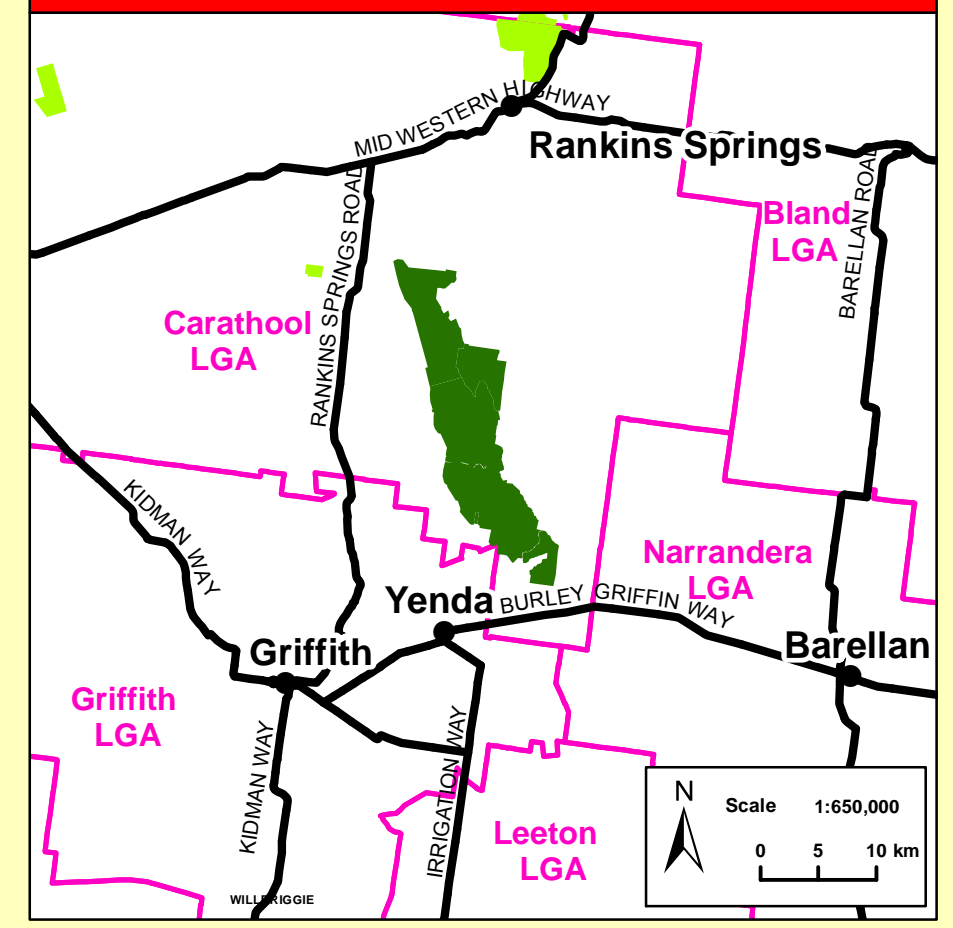 MID WESTERN HIGHWAY
Rankins Springs
RANKINS SPRINGS ROAD
BARELLAN ROAD
Bland
LGA
Carathool
LGA
KIDMAN WAY
Narrandera
LGA
Yenda
BURLEY GRIFFIN WAY
Griffith
Barellan
Griffith
LGA
KIDMAN WAY
IRRIGATION WAY
Leeton
LGA
WILLBRIGGIE
N
Scale 1:650,000
0 5 10 km